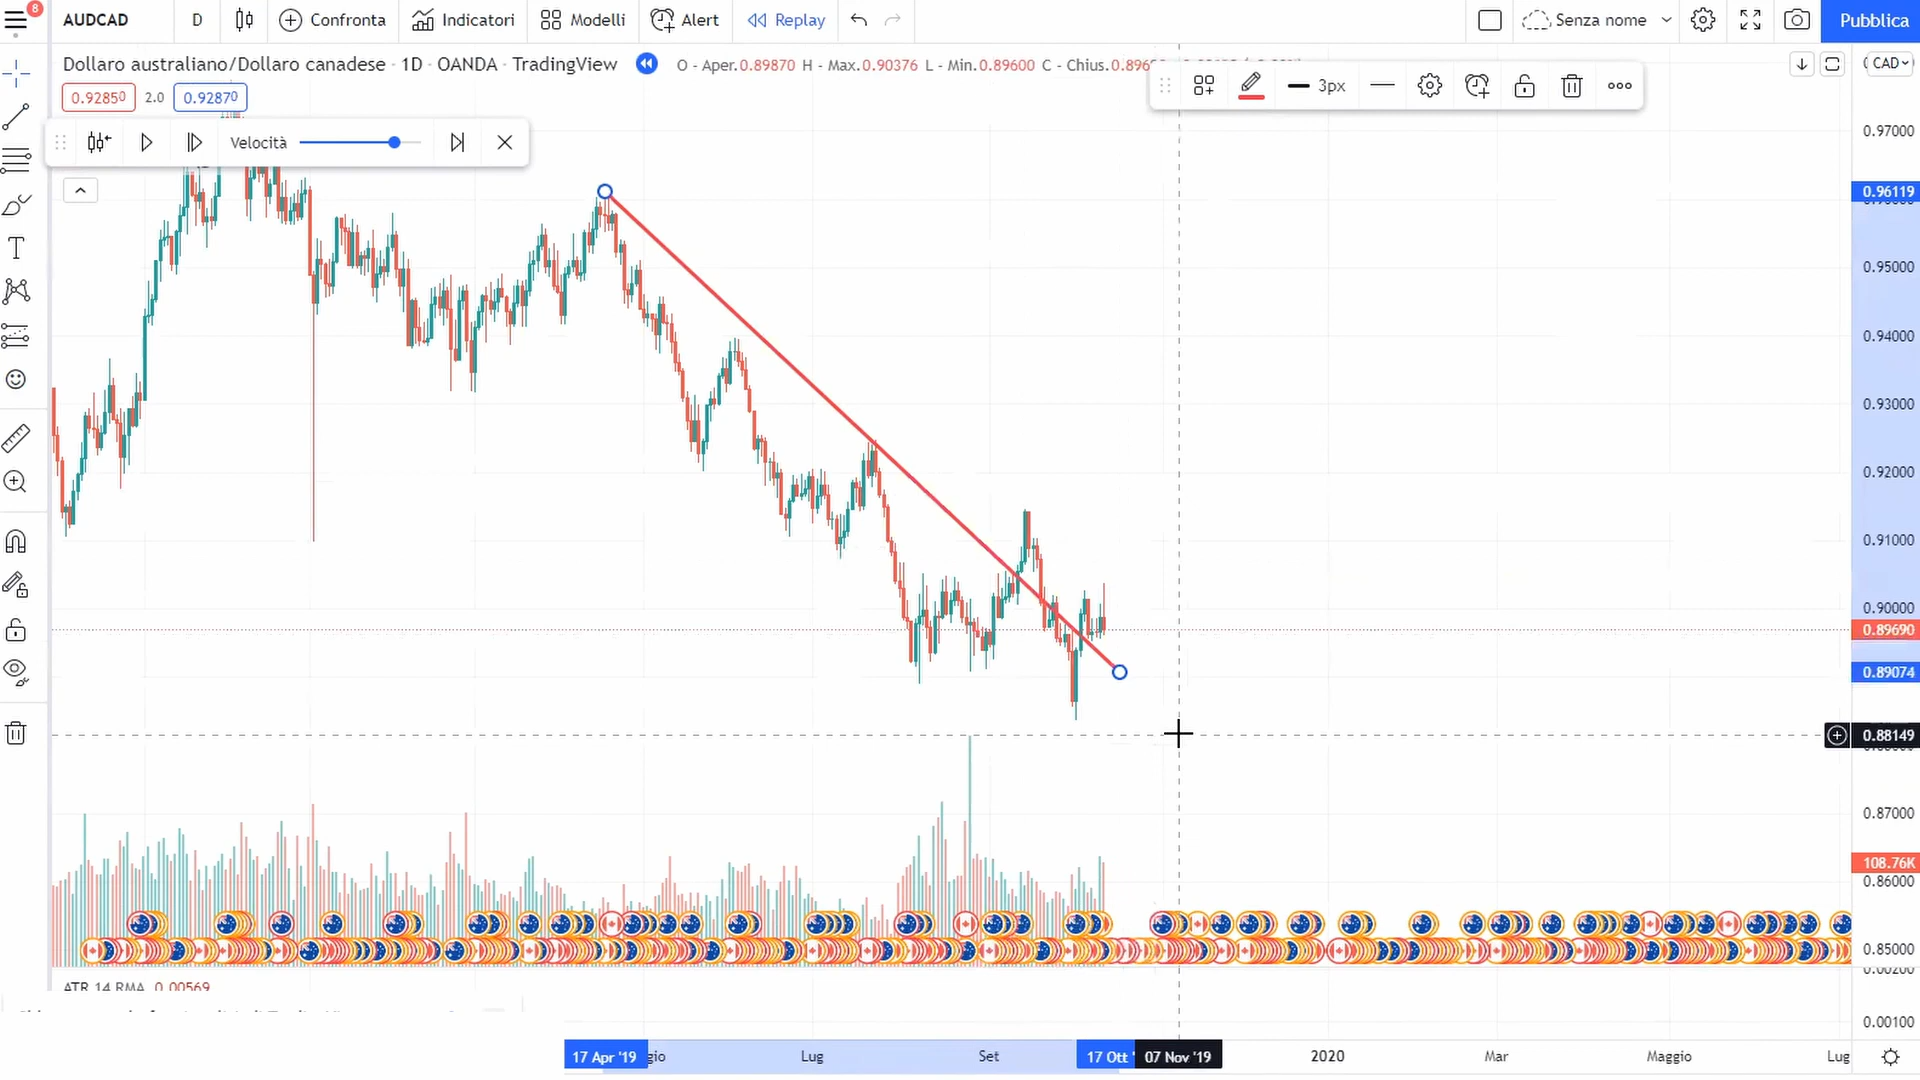 8
AUDCAD
D
Confronta
Indicatori
Modelli
Alert
Replay
Senza nome
Pubblica
Dollaro australiano/Dollaro canadese · 1D · OANDA · TradingView
O - Aper.0.89870 H - Max.0.90376 L - Min.0.89600 C - Chius.
CAD
0.92850 2.0 0.92870
3px
Velocità
0.97000
0.96119
0.95000
0.94000
0.93000
0.92000
0.91000
0.90000
0.89690
0.89074
0.88149
0.87000
108.76K
0.86000
0.85000
ATR 14 RMA 0.00569
0.00100
17 Apr '19
Lug
Set
17 Ott '
07 Nov '19
2020
Mar
Maggio
Lug